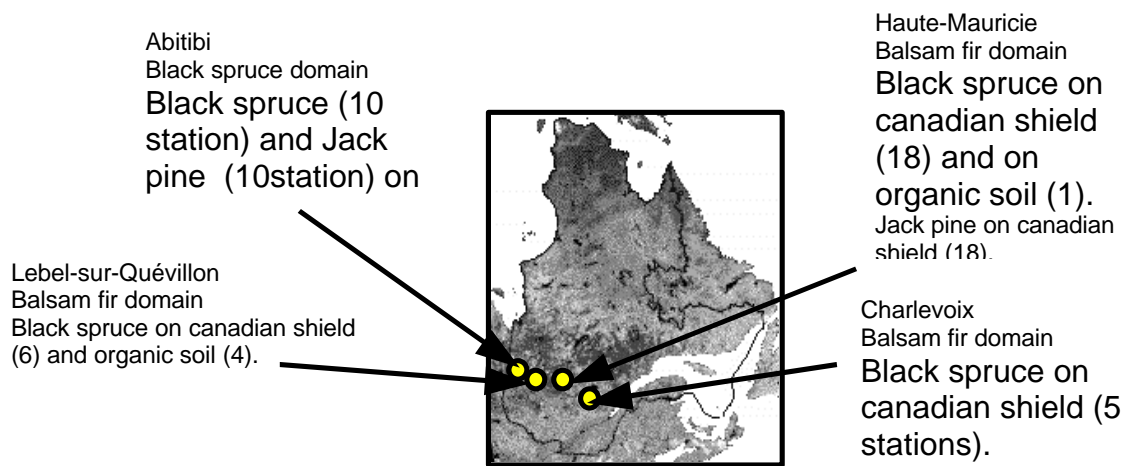 Abitibi
Black spruce domain
Black spruce (10
station) and Jack
pine (10station) on
Lebel-sur-Quévillon
Balsam fir domain
Black spruce on canadian shield
(6) and organic soil (4).
Haute-Mauricie
Balsam fir domain
Black spruce on
canadian shield
(18) and on
organic soil (1).
Jack pine on canadian
shield (18).
Charlevoix
Balsam fir domain
Black spruce on
canadian shield (5
stations).